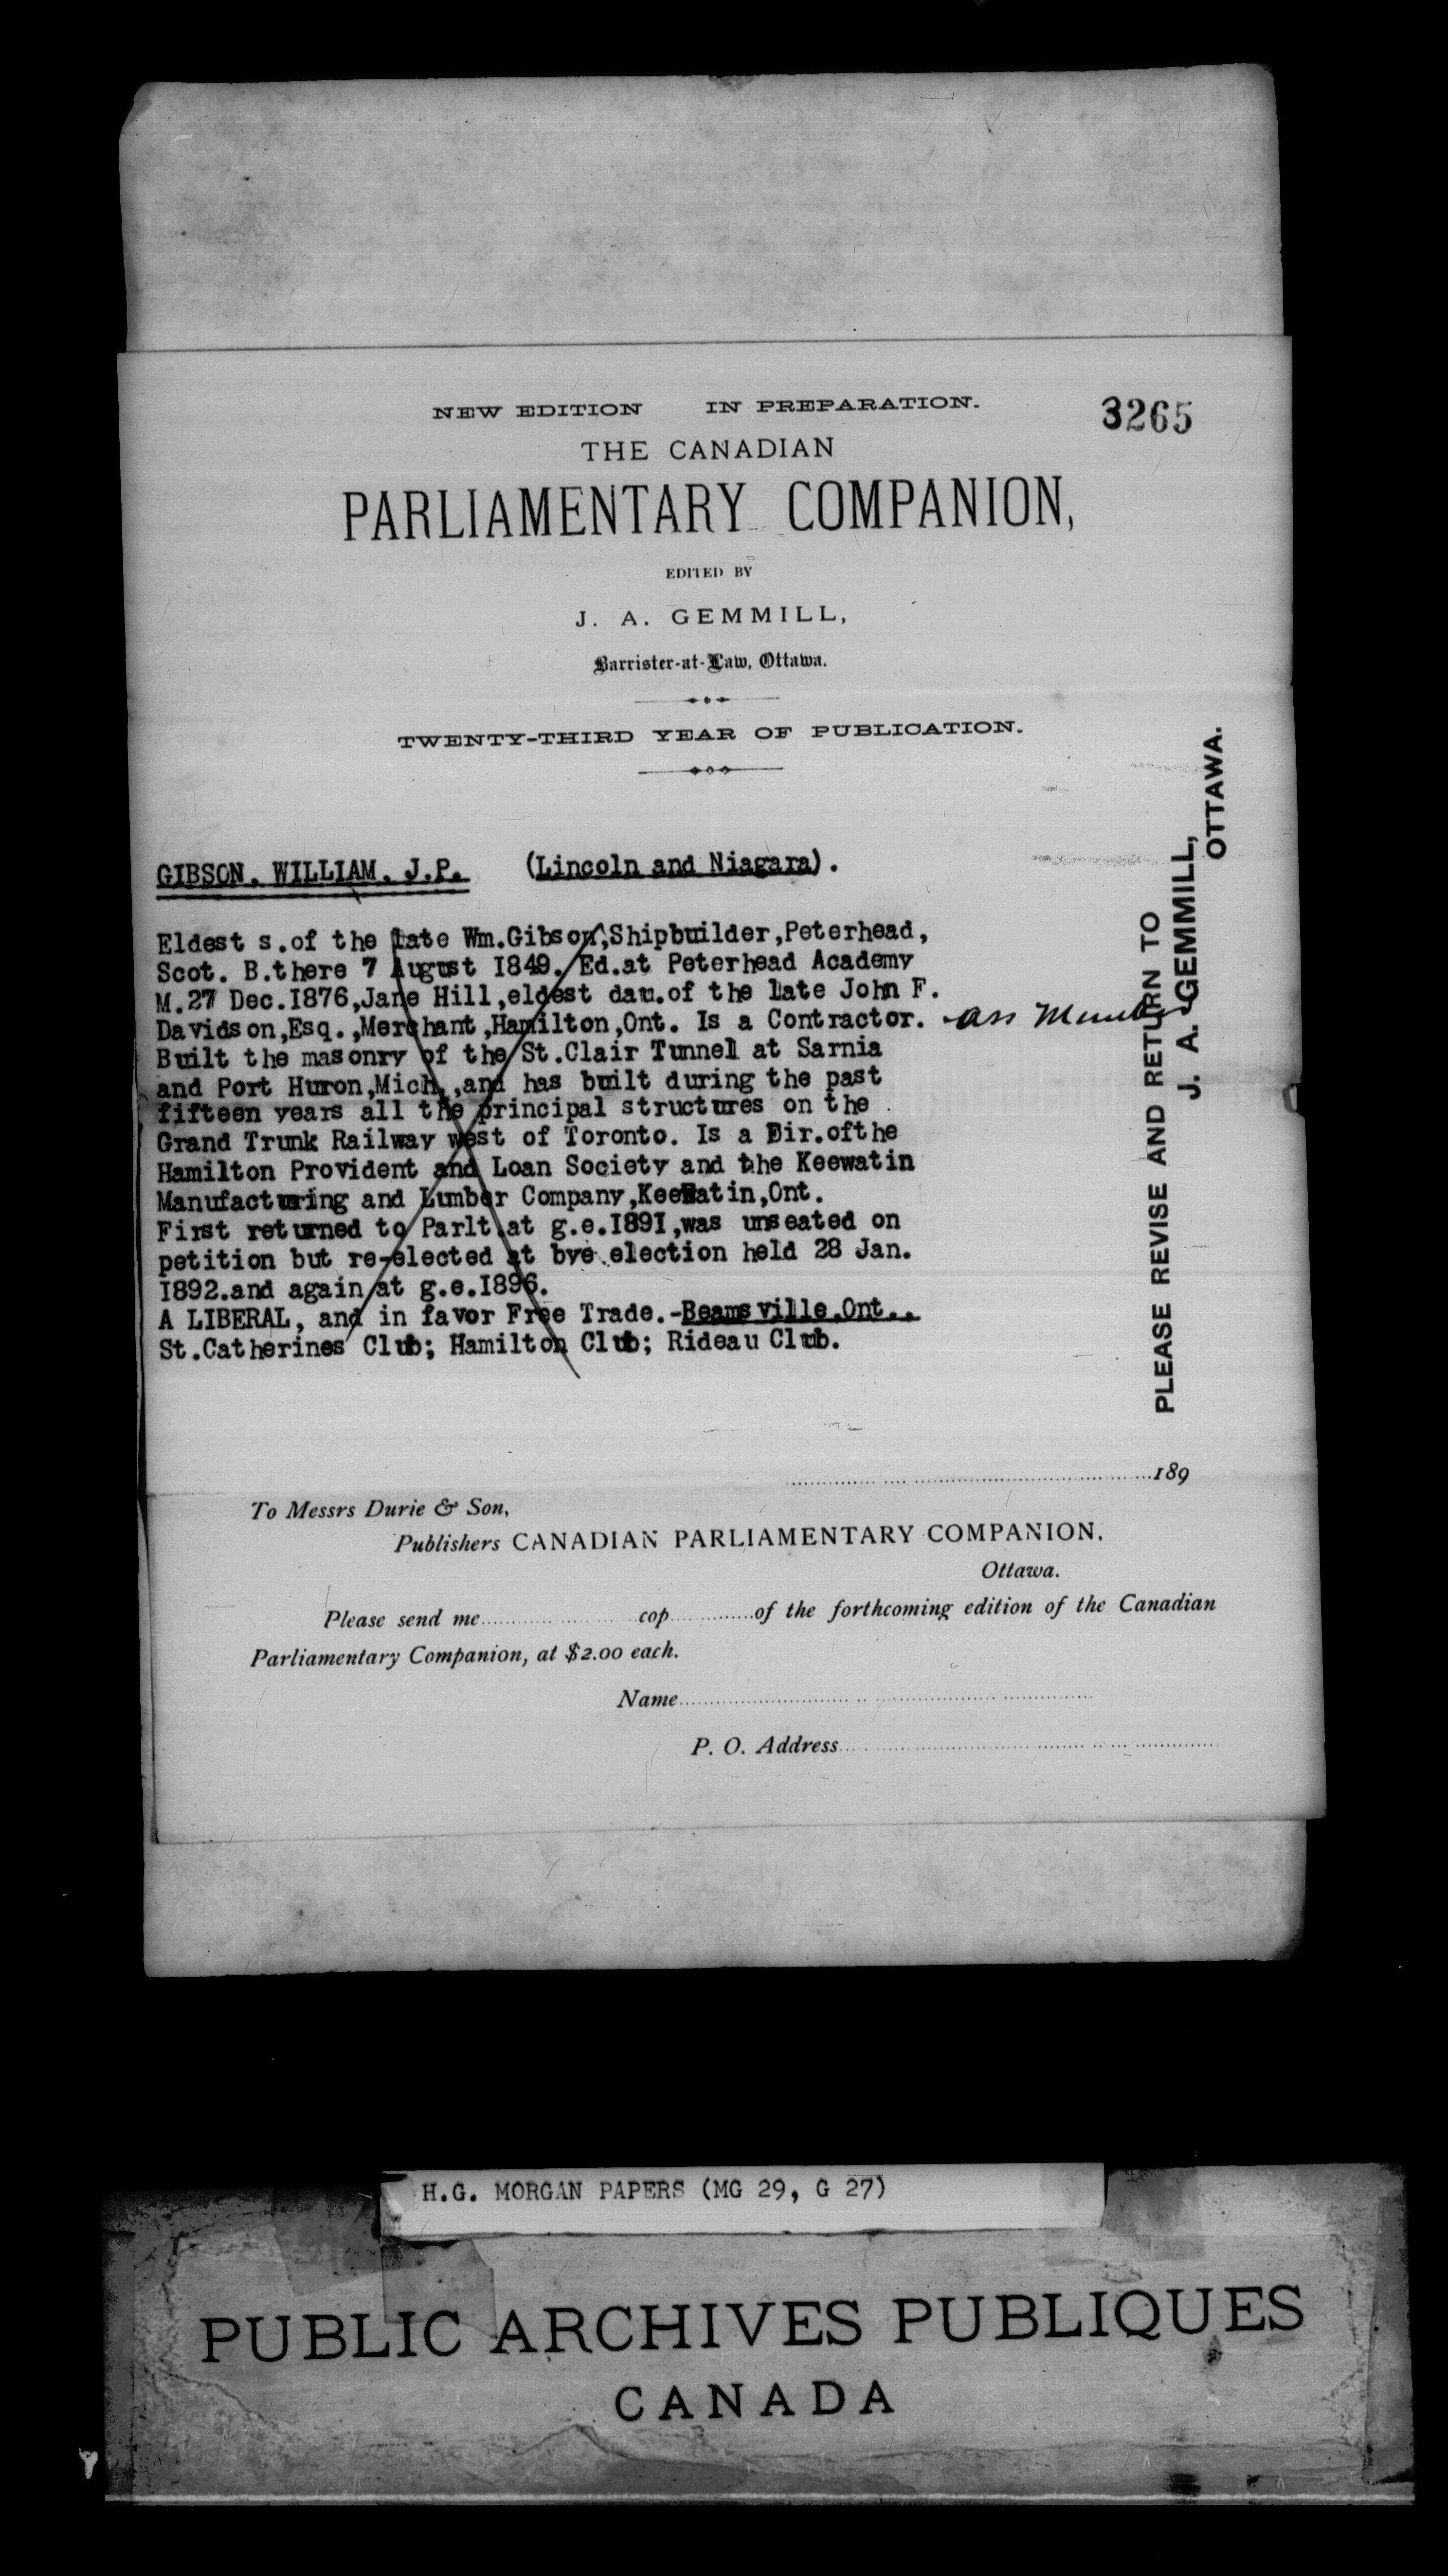 NEW EDITION IN PREPARATION.
3265
THE CANADIAN
PARLIAMENTARY COMPANION,
EDITED BY
J. A. GEMMILL,
Barrister-at-Law, Ottawa.
TWENTY-THIRD YEAR OF PUBLICATION.
GIBSON, WILLIAM, J.P. (Lincoln and Niagara).
Eldest s.of the late Wm.Gibson,Shipbuilder,Peterhead,
Scot. B.there 7 August 1849. Ed.at Peterhead Academy
M.27 Dec.1876,Jane Hill,eldest dau.of the late John F.
Davidson,Esq.,Merchant,Hamilton,Ont. Is a Contractor.
Built the masonry of the St.Clair Tunnel at Sarnia
and Port Huron,Mich.,and has built during the past
fifteen years all the principal structures on the
Grand Trunk Railway west of Toronto. Is a Dir.ofthe
Hamilton Provident and Loan Society and the Keewatin
Manufacturing and Lumber Company,Keewatin,Ont.
First returned to Parlt.at g.e.1891,was unseated on
petition but re-elected at bye.election held 28 Jan.
1892.and again at g.e.1896.
A LIBERAL, and in favor Free Trade.-Beamsville,Ont.,
St.Catherines Club; Hamilton Club; Rideau Club.
PLEASE REVISE AND RETURN TO
J. A. GEMMILL,
OTTAWA.
189
To Messrs Durie & Son,
Publishers CANADIAN PARLIAMENTARY COMPANION,
Ottawa.
Please send me cop of the forthcoming edition of the Canadian
Parliamentary Companion, at $2.00 each.
Name
P. O. Address
H.G. MORGAN PAPERS (MG 29, G 27)
PUBLIC ARCHIVES PUBLIQUES
CANADA